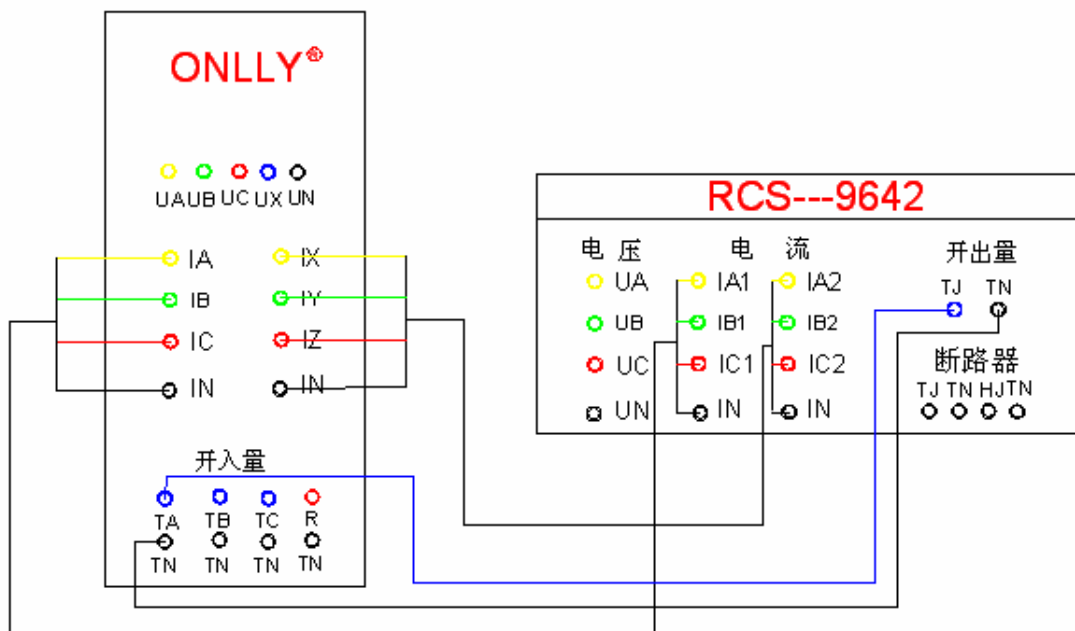 ONLLY®
UA UB UC UX UN
IA IX
IB IY
IC IZ
IN IN
开入量
TA TB TC R
TN TN TN TN
RCS---9642
电压 电流 开出量
UA IA1 IA2 TJ TN
UB IB1 IB2
UC IC1 IC2 断路器
TJ TN HJ TN
UN IN IN